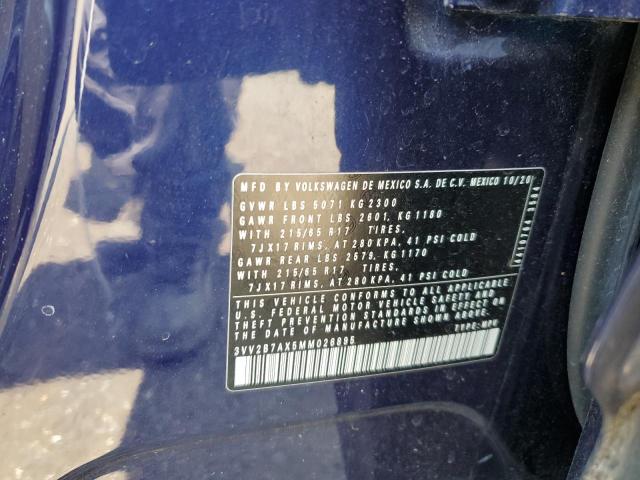 MFD BY VOLKSWAGEN DE MEXICO S.A. DE C.V. MEXICO 10/20
GVWR LBS 5071 KG 2300
GAWR FRONT LBS 2601, KG 1180
WITH 215/65 R17 TIRES.
7JX17 RIMS, AT 280 KPA, 41 PSI COLD
GAWR REAR LBS 2579, KG 1170
WITH 215/65 R17 TIRES.
7JX17 RIMS, AT 280 KPA, 41 PSI COLD
THIS VEHICLE CONFORMS TO ALL APPLICABLE
U.S. FEDERAL MOTOR VEHICLE SAFETY AND
THEFT PREVENTION STANDARDS IN EFFECT ON
THE DATE OF MANUFACTURE SHOWN ABOVE.
TYPE: MPV
3VV2B7AX5MM026895